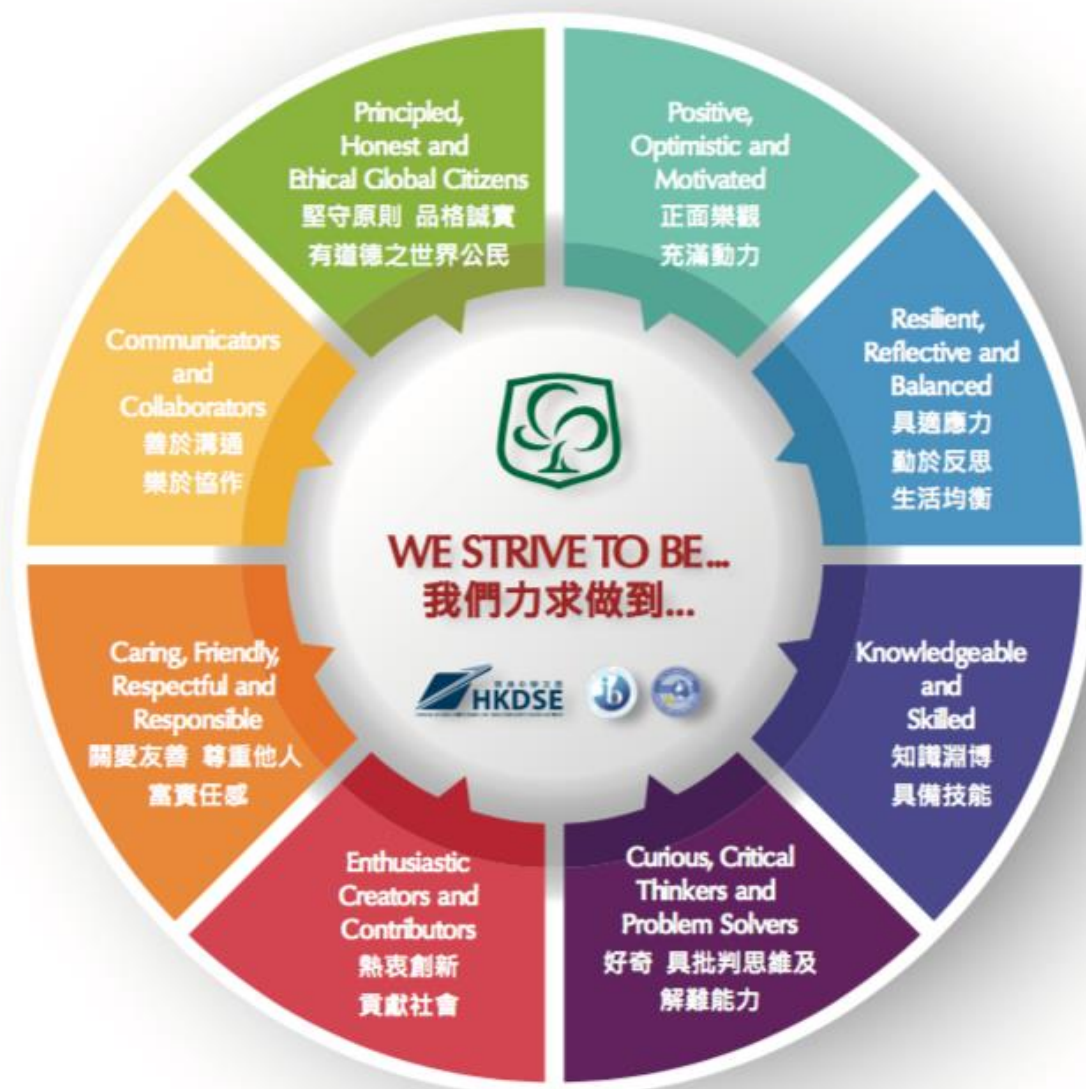 Principled,
Honest and
Ethical Global Citizens
堅守原則 品格誠實
有道德之世界公民
Positive,
Optimistic and
Motivated
正面樂觀
充滿動力
Resilient,
Reflective and
Balanced
具適應力
勤於反思
生活均衡
Knowledgeable
and
Skilled
知識淵博
具備技能
Curious, Critical
Thinkers and
Problem Solvers
好奇 具批判思維及
解難能力
Enthusiastic
Creators and
Contributors
熱衷創新
貢獻社會
Caring, Friendly,
Respectful and
Responsible
關愛友善 尊重他人
富責任感
Communicators
and
Collaborators
善於溝通
樂於協作
WE STRIVE TO BE...
我們力求做到...
HKDSE
ib